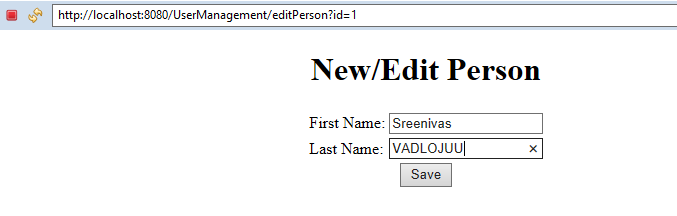 http://localhost:8080/UserManagement/editPerson?id=1
New/Edit Person
First Name: Sreenivas
Last Name: VADLOJUU ×
Save